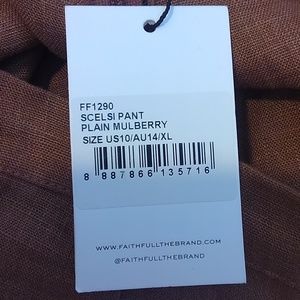 FF1290
SCELSI PANT
PLAIN MULBERRY
SIZE US10/AU14/XL
8 887866 135716
WWW.FAITHFULLTHEBRAND.COM
@FAITHFULLTHEBRAND